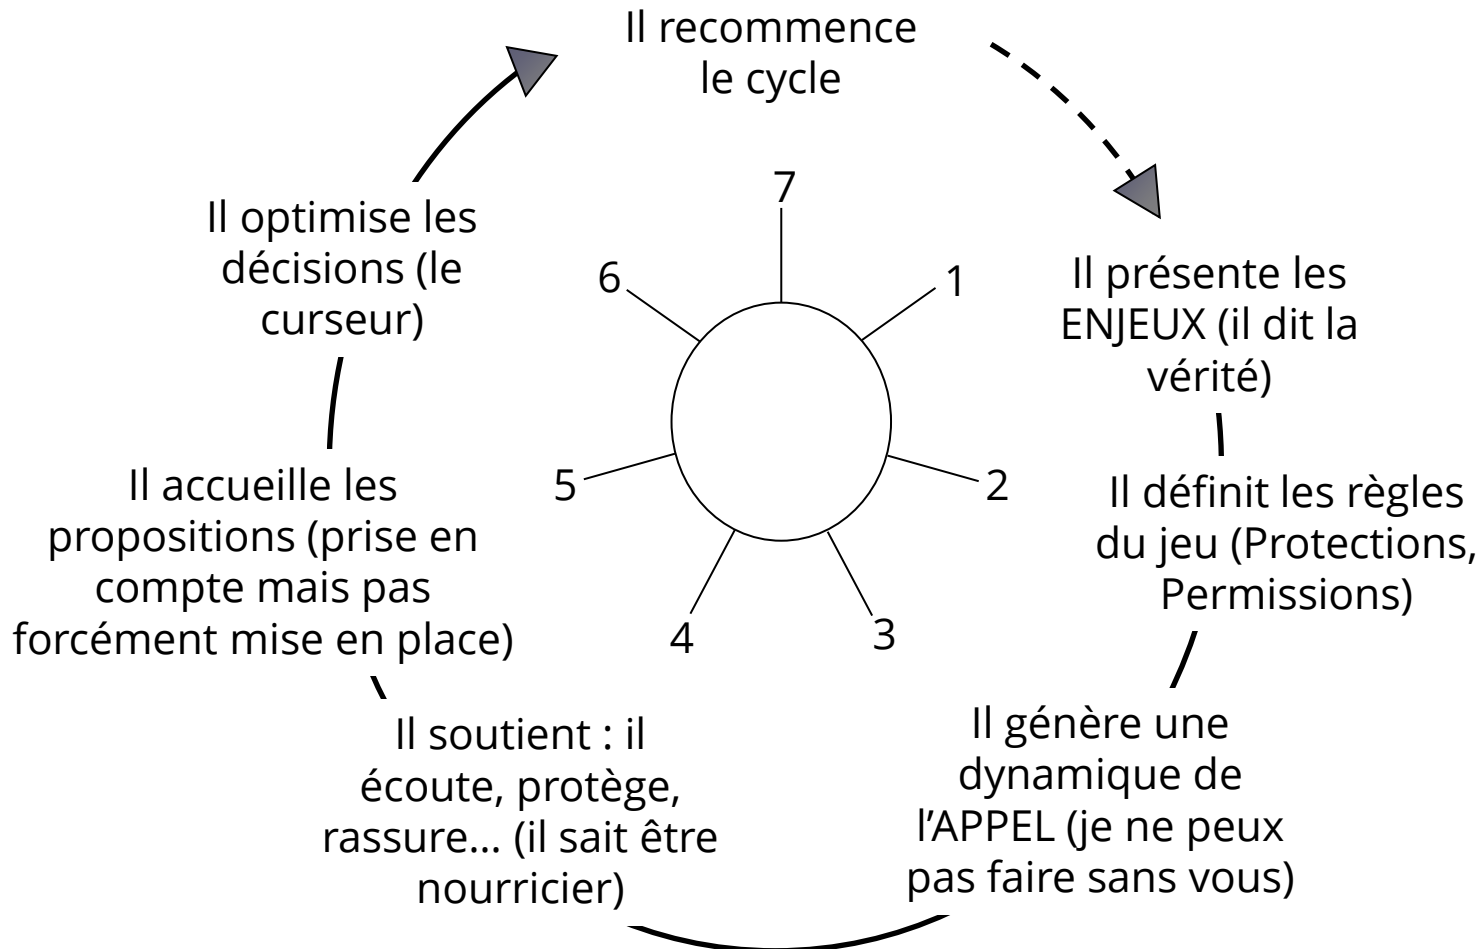 Il recommence
le cycle
7
1
2
3
4
5
6
Il présente les
ENJEUX (il dit la
vérité)
Il définit les règles
du jeu (Protections,
Permissions)
Il génère une
dynamique de
l’APPEL (je ne peux
pas faire sans vous)
Il soutient : il
écoute, protège,
rassure... (il sait être
nourricier)
Il accueille les
propositions (prise en
compte mais pas
forcément mise en place)
Il optimise les
décisions (le
curseur)